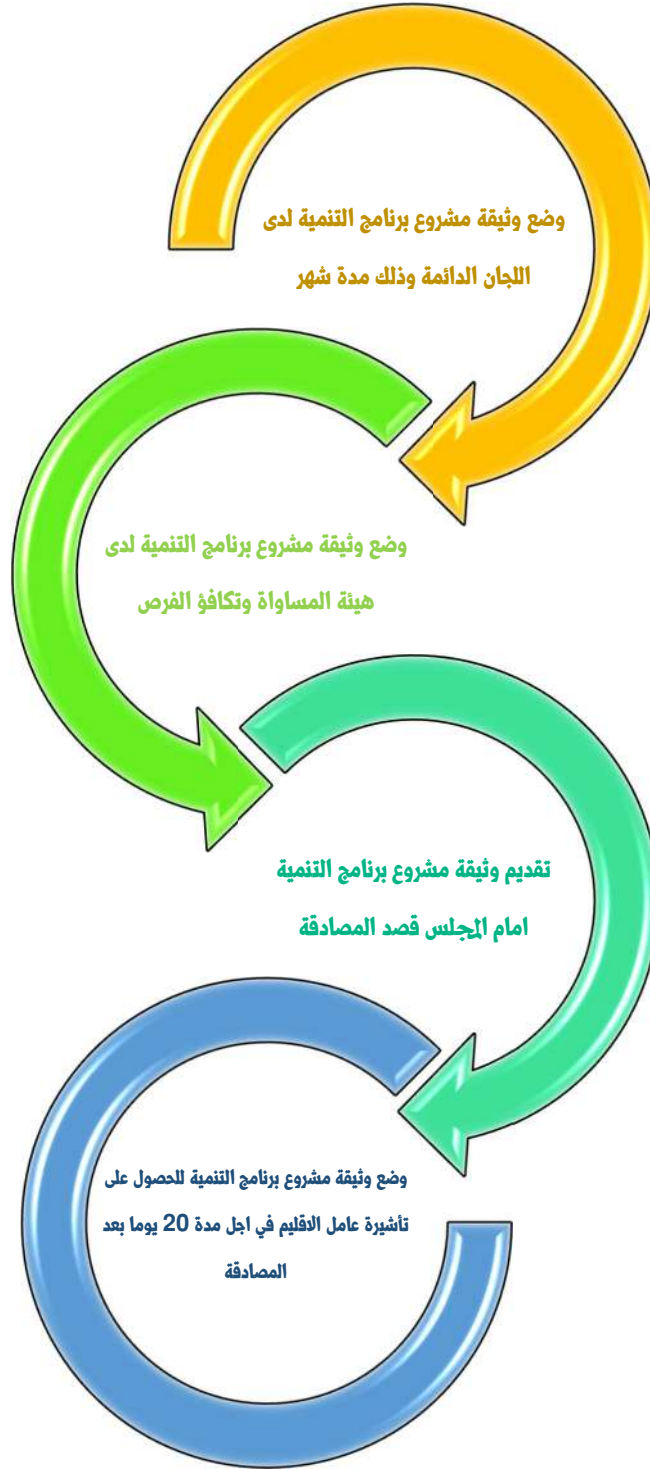 وضع وثيقة مشروع برنامج التنمية لدى
اللجان الدائمة وذلك مدة شهر
وضع وثيقة مشروع برنامج التنمية لدى
هيئة المساواة وتكافؤ الفرص
تقديم وثيقة مشروع برنامج التنمية
امام المجلس قصد المصادقة
وضع وثيقة مشروع برنامج التنمية للحصول على
تأشيرة عامل الاقليم في اجل مدة 20 يوما بعد
المصادقة